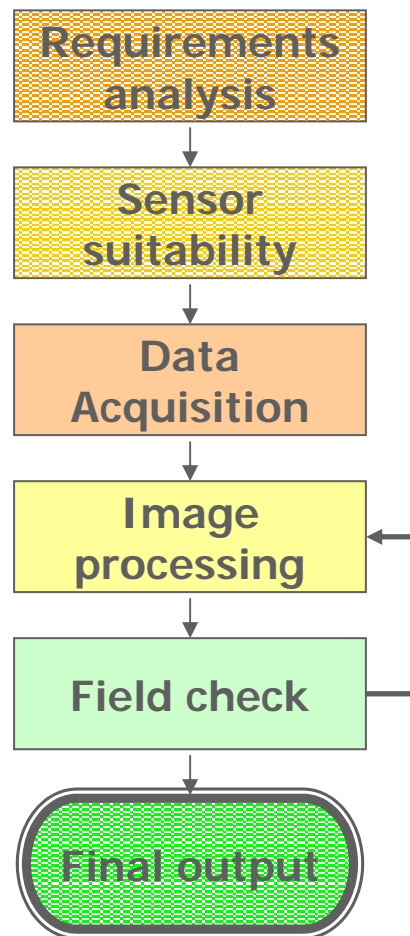 Requirements
analysis
Sensor
suitability
Data
Acquisition
Image
processing
Field check
Final output